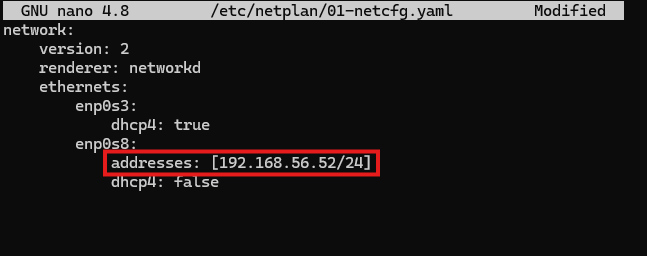 GNU nano 4.8 /etc/netplan/01-netcfg.yaml Modified
network:
    version: 2
    renderer: networkd
    ethernets:
        enp0s3:
            dhcp4: true
        enp0s8:
            addresses: [192.168.56.52/24]
            dhcp4: false